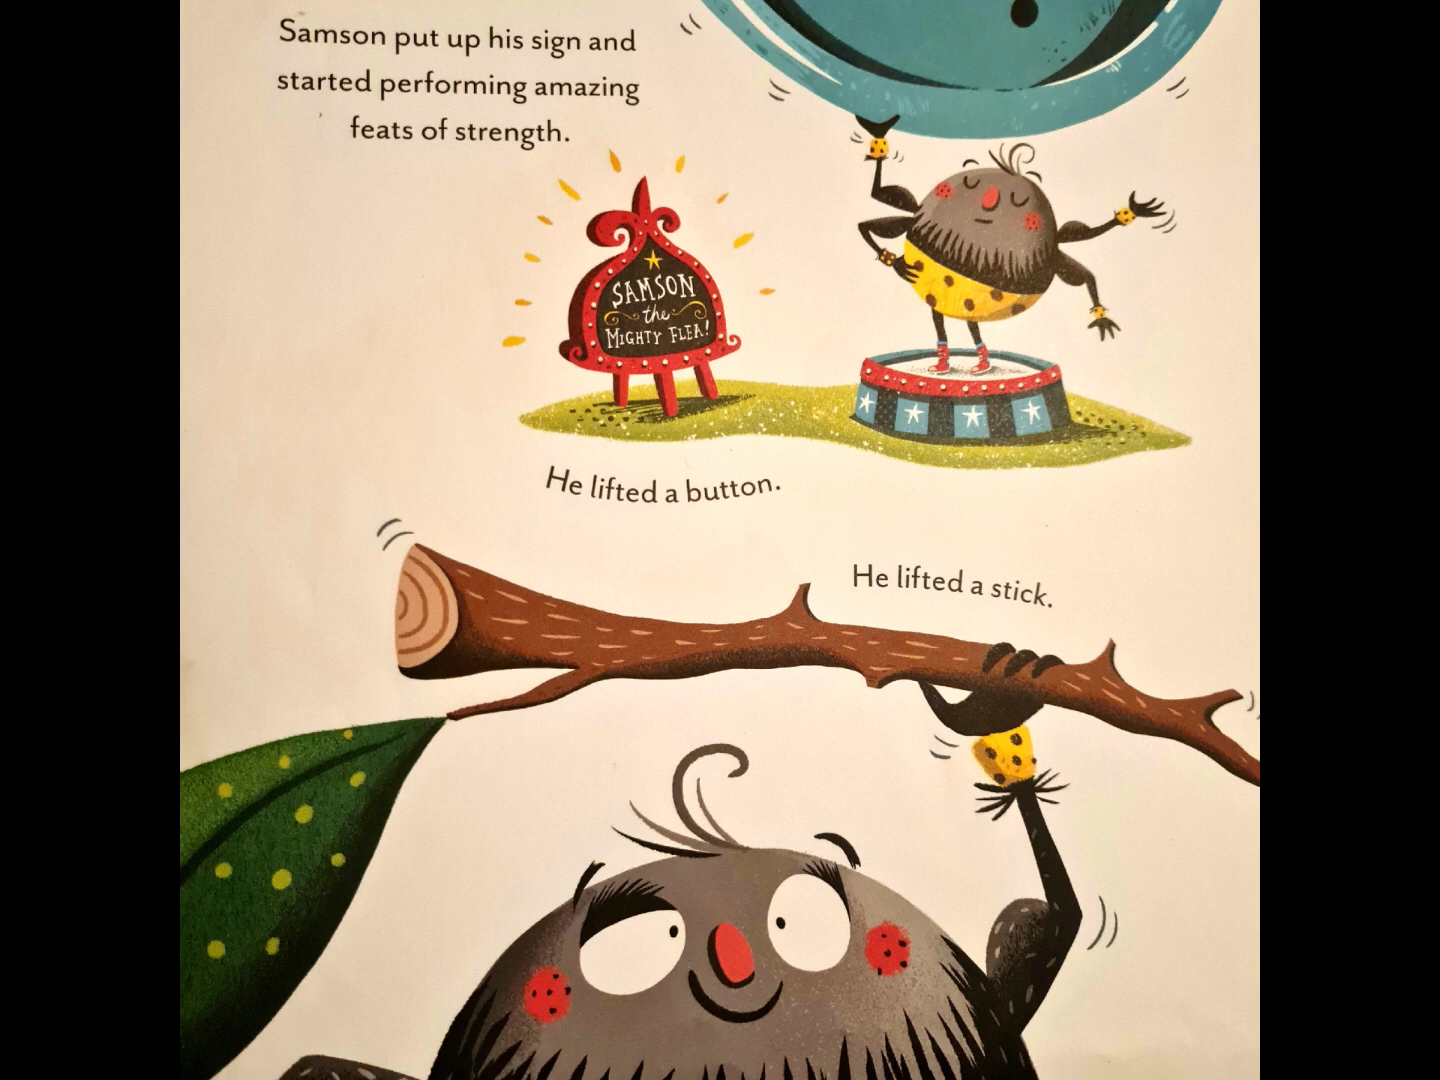 Samson put up his sign and
started performing amazing
feats of strength.
SAMSON
the
MIGHTY FLEA!
He lifted a button.
He lifted a stick.